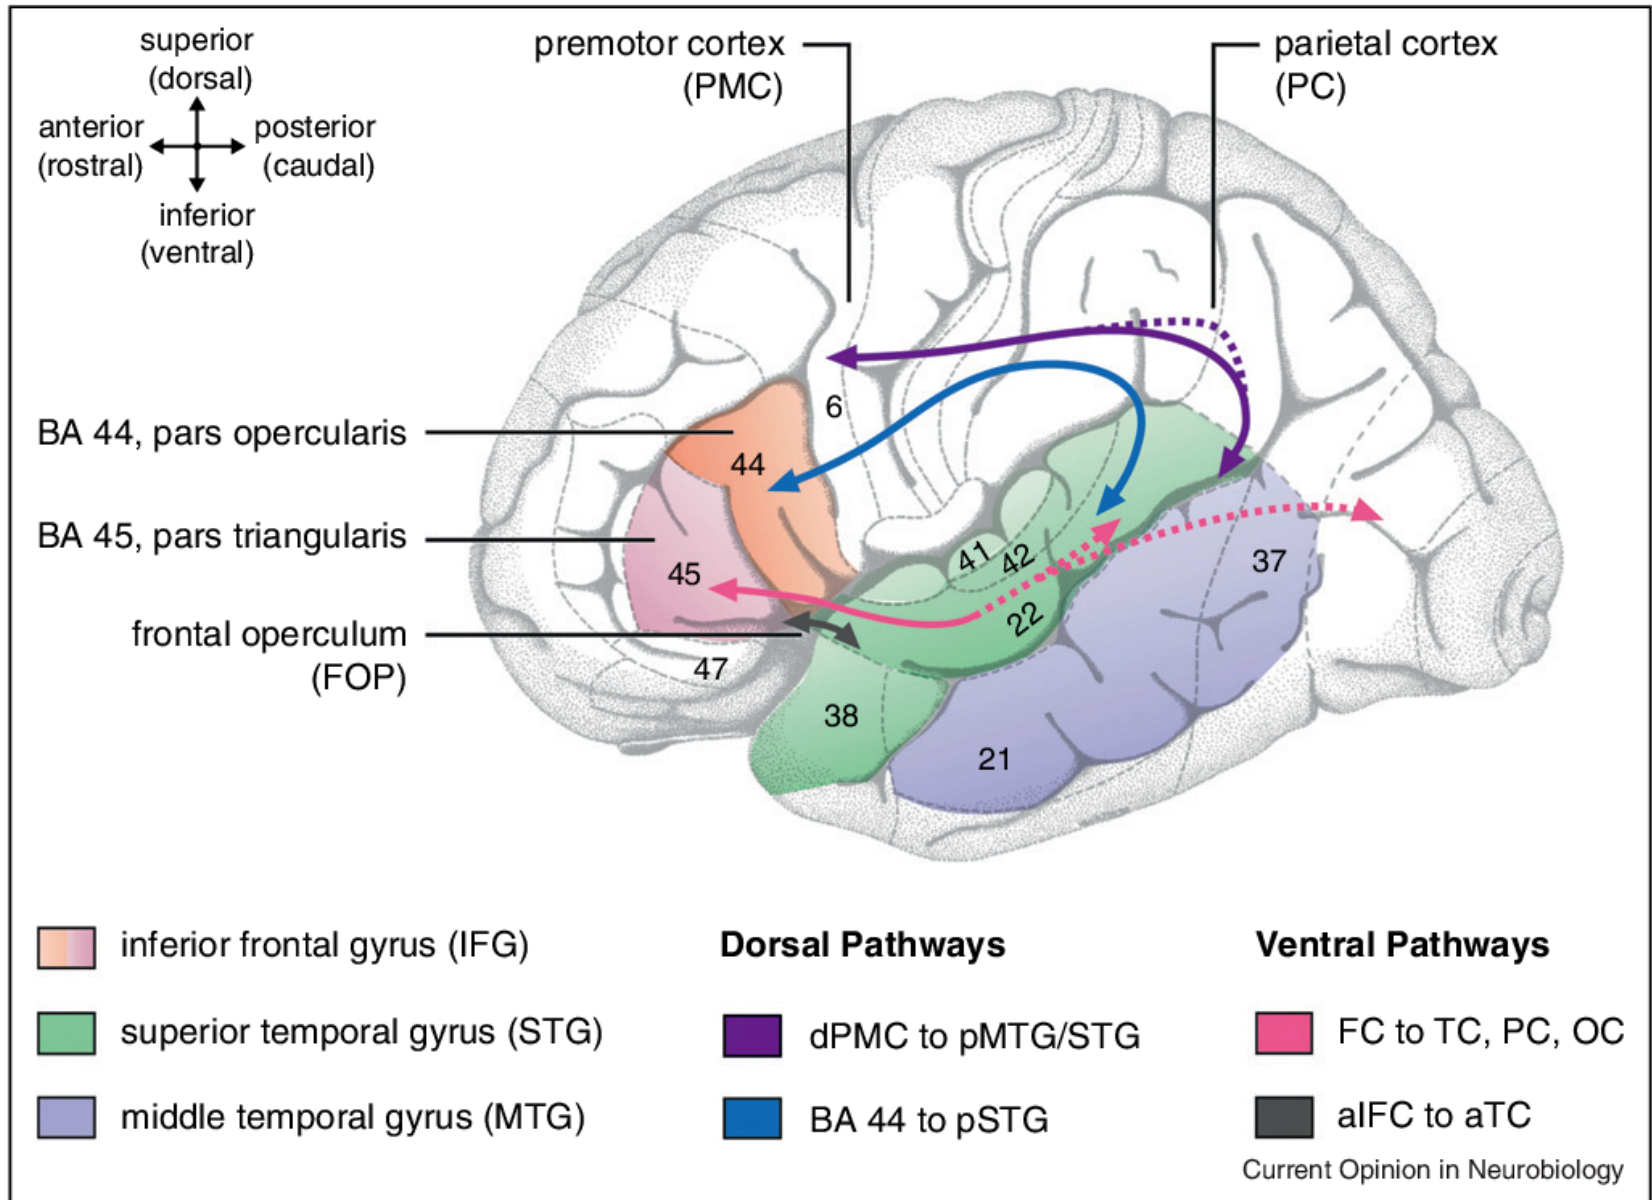 superior
(dorsal)
anterior
(rostral)
posterior
(caudal)
inferior
(ventral)
premotor cortex
(PMC)
parietal cortex
(PC)
BA 44, pars opercularis
BA 45, pars triangularis
frontal operculum
(FOP)
6
44
45
47
41
42
22
37
38
21
inferior frontal gyrus (IFG)
superior temporal gyrus (STG)
middle temporal gyrus (MTG)
Dorsal Pathways
dPMC to pMTG/STG
BA 44 to pSTG
Ventral Pathways
FC to TC, PC, OC
aIFC to aTC
Current Opinion in Neurobiology